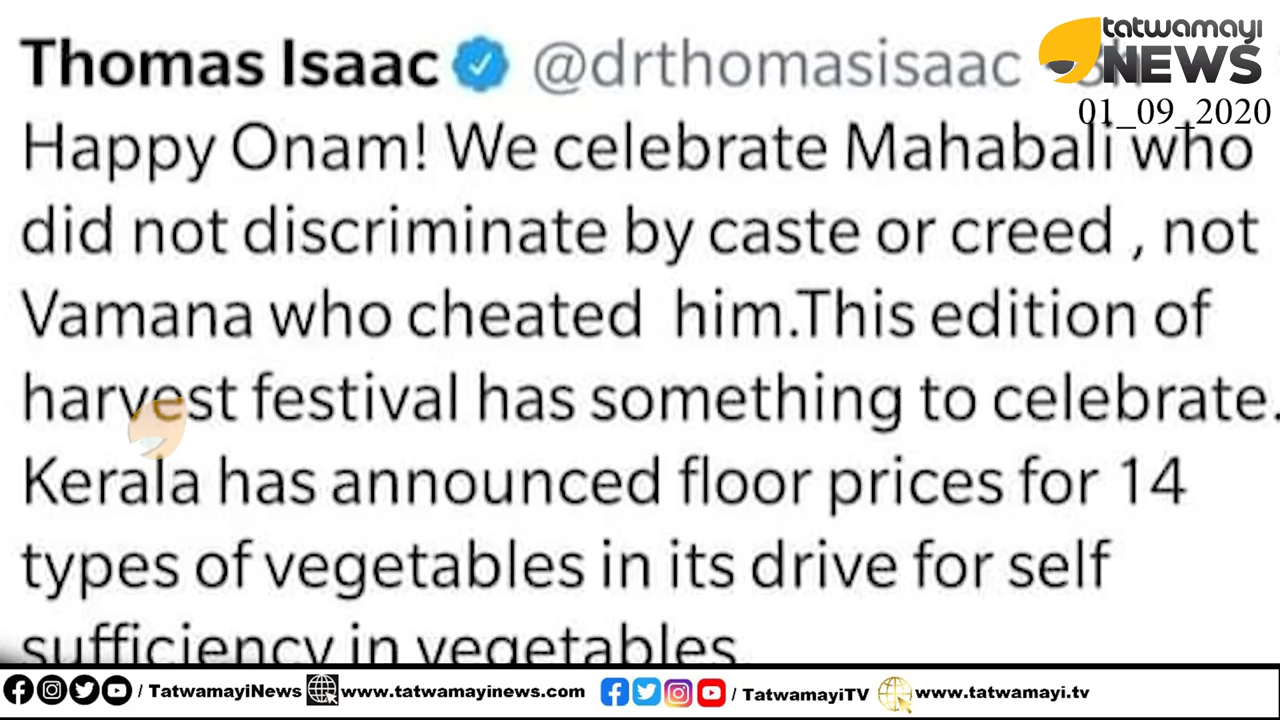 Thomas Isaac @drthomasisaac
tatwamayi
NEWS
01_09_2020
Happy Onam! We celebrate Mahabali who
did not discriminate by caste or creed , not
Vamana who cheated him.This edition of
harvest festival has something to celebrate.
Kerala has announced floor prices for 14
types of vegetables in its drive for self
sufficiency in vegetables
/ TatwamayiNews www.tatwamayinews.com / TatwamayiTV www.tatwamayi.tv